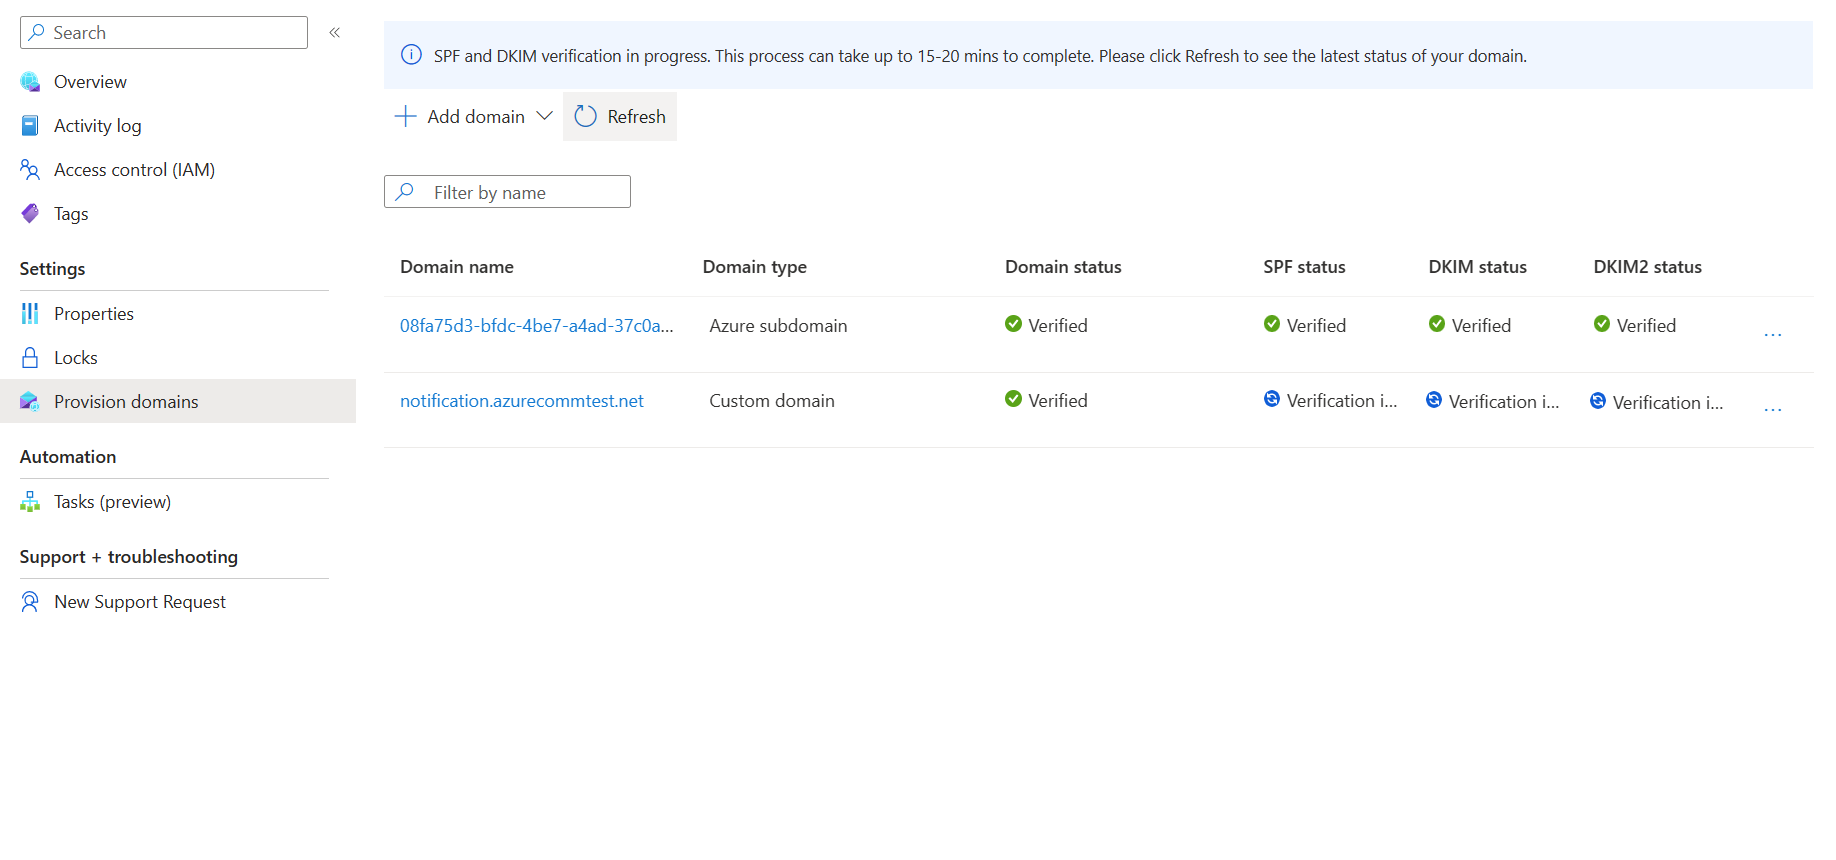 Search
Overview
Activity log
Access control (IAM)
Tags
Settings
Properties
Locks
Provision domains
Automation
Tasks (preview)
Support + troubleshooting
New Support Request
SPF and DKIM verification in progress. This process can take up to 15-20 mins to complete. Please click Refresh to see the latest status of your domain.
Add domain Refresh
Filter by name
Domain name Domain type Domain status SPF status DKIM status DKIM2 status
08fa75d3-bfdc-4be7-a4ad-37c0a... Azure subdomain Verified Verified Verified Verified ...
notification.azurecommtest.net Custom domain Verified Verification i... Verification i... Verification i... ...